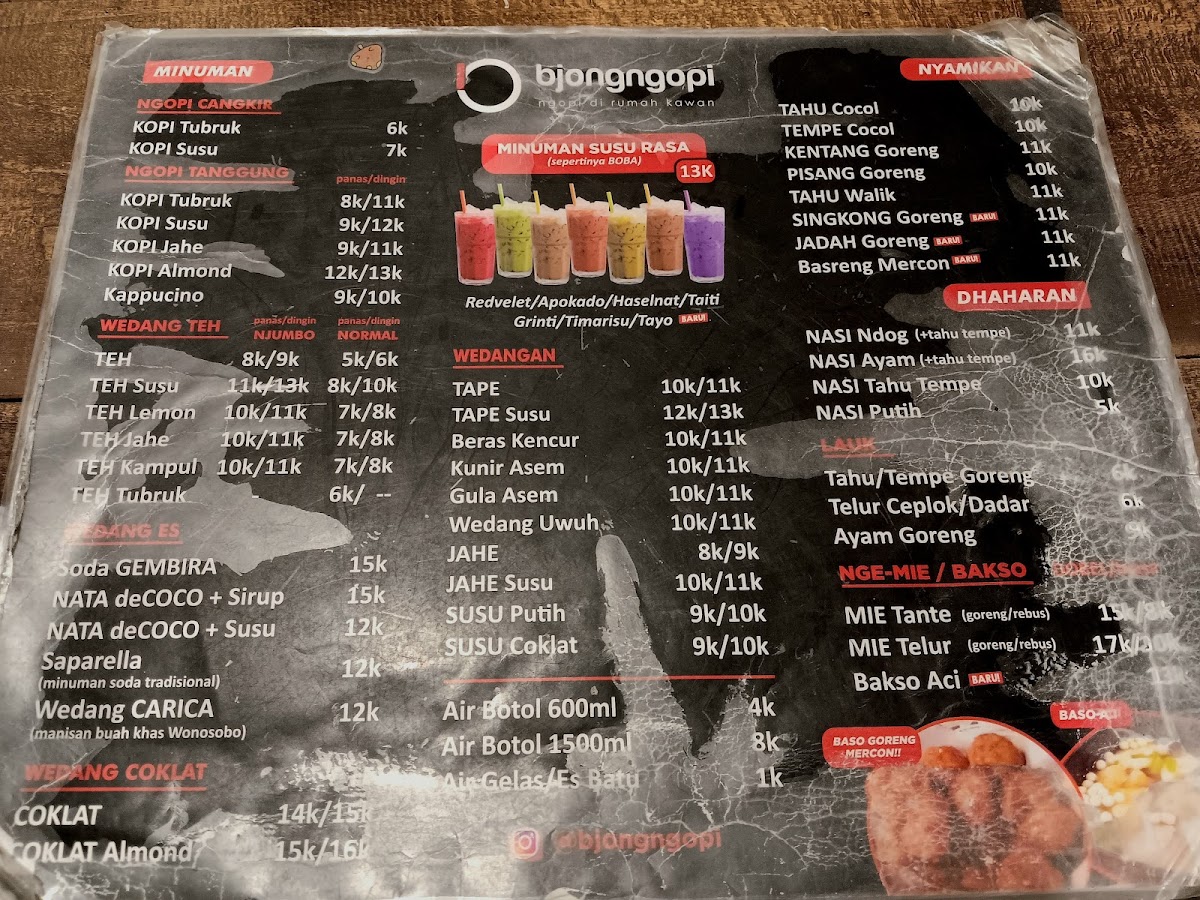 MINUMAN
NGOPI CANGKIR
KOPI Tubruk 6k
KOPI Susu 7k
NGOPI TANGGUNG panas/dingin
KOPI Tubruk 8k/11k
KOPI Susu 9k/12k
KOPI Jahe 9k/11k
KOPI Almond 12k/13k
Kappucino 9k/10k
panas/dingin panas/dingin
WEDANG TEH NJUMBO NORMAL
TEH 8k/9k 5k/6k
TEH Susu 11k/13k 8k/10k
TEH Lemon 10k/11k 7k/8k
TEH Jahe 10k/11k 7k/8k
TEH Kampul 10k/11k 7k/8k
TEH Tubruk - 6k/ --
WEDANG ES
Soda GEMBIRA 15k
NATA deCOCO + Sirup 15k
NATA deCOCO + Susu 12k
Saparella 12k
(minuman soda tradisional)
Wedang CARICA 12k
(manisan buah khas Wonosobo)
WEDANG COKLAT
COKLAT 14k/15k
COKLAT Almond 15k/16k
bjongngopi
ngopi di rumah kawan
MINUMAN SUSU RASA
(sepertinya BOBA)
13K
Redvelet/Apokado/Haselnat/Taiti
Grinti/Timarisu/Tayo BARU!
WEDANGAN
TAPE 10k/11k
TAPE Susu 12k/13k
Beras Kencur 10k/11k
Kunir Asem 10k/11k
Gula Asem 10k/11k
Wedang Uwuh 10k/11k
JAHE 8k/9k
JAHE Susu 10k/11k
SUSU Putih 9k/10k
SUSU Coklat 9k/10k
Air Botol 600ml 4k
Air Botol 1500ml 8k
Air Gelas/Es Batu 1k
@bjongngopi
NYAMIKAN
TAHU Cocol 10k
TEMPE Cocol 10k
KENTANG Goreng 11k
PISANG Goreng 10k
TAHU Walik 11k
SINGKONG Goreng BARU! 11k
JADAH Goreng BARU! 11k
Basreng Mercon BARU! 11k
DHAHARAN
NASI Ndog (+tahu tempe) 11k
NASI Ayam (+tahu tempe) 16k
NASI Tahu Tempe 10k
NASI Putih 5k
LAUK
Tahu/Tempe Goreng 6k
Telur Ceplok/Dadar 6k
Ayam Goreng 9k
NGE-MIE / BAKSO
MIE Tante (goreng/rebus) 15k/8k
MIE Telur (goreng/rebus) 17k/10k
Bakso Aci BARU! 13k
BASO GORENG
MERCON!!
BASO ACI